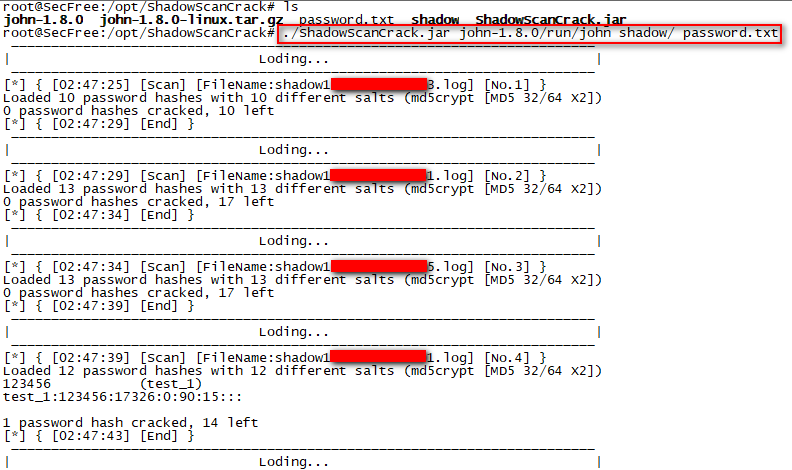 root@SecFree:/opt/ShadowScanCrack# ls
john-1.8.0  john-1.8.0-linux.tar.gz  password.txt  shadow  ShadowScanCrack.jar
root@SecFree:/opt/ShadowScanCrack# ./ShadowScanCrack.jar john-1.8.0/run/john shadow/ password.txt
| Loding... |
[*] { [02:47:25] [Scan] [FileName:shadow1 3.log] [No.1] }
Loaded 10 password hashes with 10 different salts (md5crypt [MD5 32/64 X2])
0 password hashes cracked, 10 left
[*] { [02:47:29] [End] }
| Loding... |
[*] { [02:47:29] [Scan] [FileName:shadow1 1.log] [No.2] }
Loaded 13 password hashes with 13 different salts (md5crypt [MD5 32/64 X2])
0 password hashes cracked, 17 left
[*] { [02:47:34] [End] }
| Loding... |
[*] { [02:47:34] [Scan] [FileName:shadow1 5.log] [No.3] }
Loaded 13 password hashes with 13 different salts (md5crypt [MD5 32/64 X2])
0 password hashes cracked, 17 left
[*] { [02:47:39] [End] }
| Loding... |
[*] { [02:47:39] [Scan] [FileName:shadow1 1.log] [No.4] }
Loaded 12 password hashes with 12 different salts (md5crypt [MD5 32/64 X2])
123456           (test_1)
test_1:123456:17326:0:90:15:::
1 password hash cracked, 14 left
[*] { [02:47:43] [End] }
| Loding... |